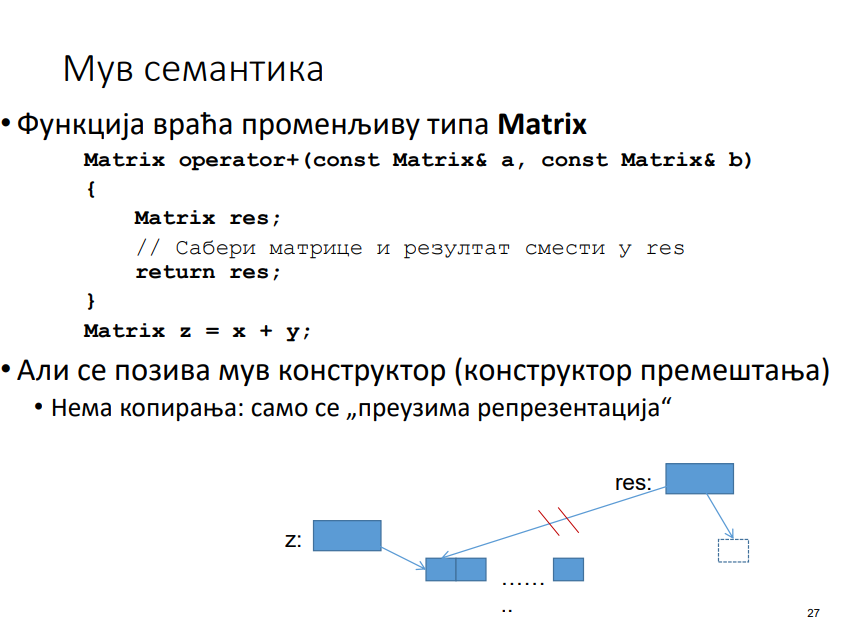 Мув семантика
• Функција враћа променљиву типа Matrix
Matrix operator+(const Matrix& a, const Matrix& b)
{
Matrix res;
// Сабери матрице и резултат смести у res
return res;
}
Matrix z = x + y;
• Али се позива мув конструктор (конструктор премештања)
• Нема копирања: само се „преузима репрезентација“
res:
z:
......
..
27